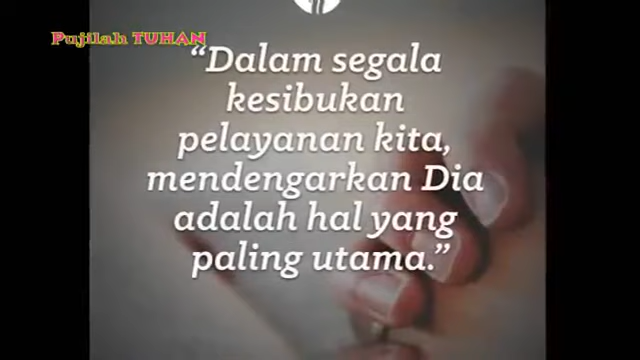 Pujilah TUHAN
“Dalam segala
kesibukan
pelayanan kita,
mendengarkan Dia
adalah hal yang
paling utama.”